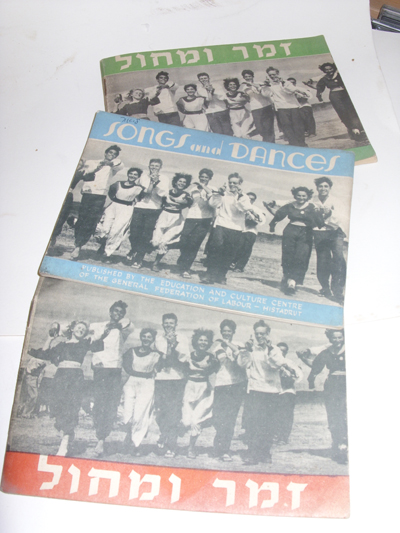 זמר ומחול
SONGS and DANCES
PUBLISHED BY THE EDUCATION AND CULTURE CENTRE
OF THE GENERAL FEDERATION OF LABOUR - HISTADRUT
זמר ומחול